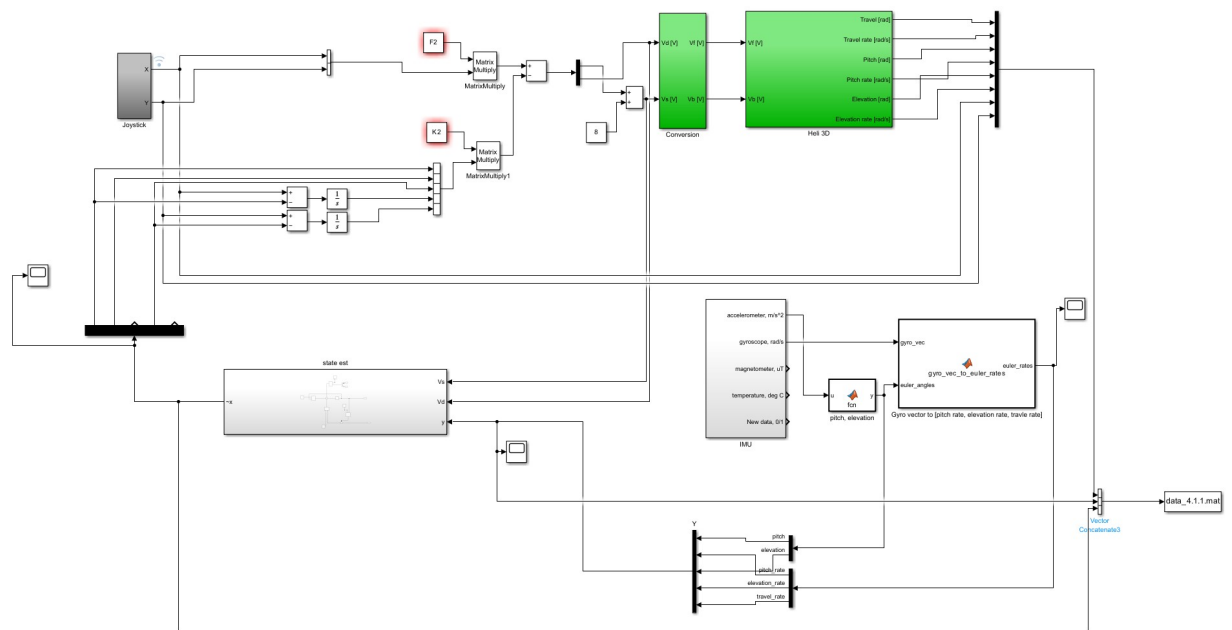 Joystick
X
Y
F2
Matrix
Multiply
MatrixMultiply
K2
Matrix
Multiply
MatrixMultiply1
+
−
+
+
8
Vd [V]
Vs [V]
Vf [V]
Vb [V]
Conversion
Vf [V]
Vb [V]
Travel [rad]
Travel rate [rad/s]
Pitch [rad]
Pitch rate [rad/s]
Elevation [rad]
Elevation rate [rad/s]
Heli 3D
+
−
1
s
+
−
1
s
state est
~x
Vs
Vd
y
accelerometer, m/s^2
gyroscope, rad/s
magnetometer, uT
temperature, deg C
New data, 0/1
IMU
u
fcn
y
pitch, elevation
gyro_vec
gyro_vec_to_euler_rates
euler_angles
euler_rates
Gyro vector to [pitch rate, elevation rate, travle rate]
Y
pitch
elevation
pitch_rate
elevation_rate
travel_rate
Vector
Concatenate3
data_4.1.1.mat